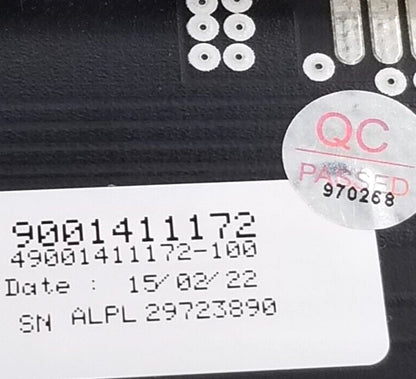 QC
PASSED
970268
9001411172
49001411172-100
Date : 15/02/22
SN ALPL 29723890